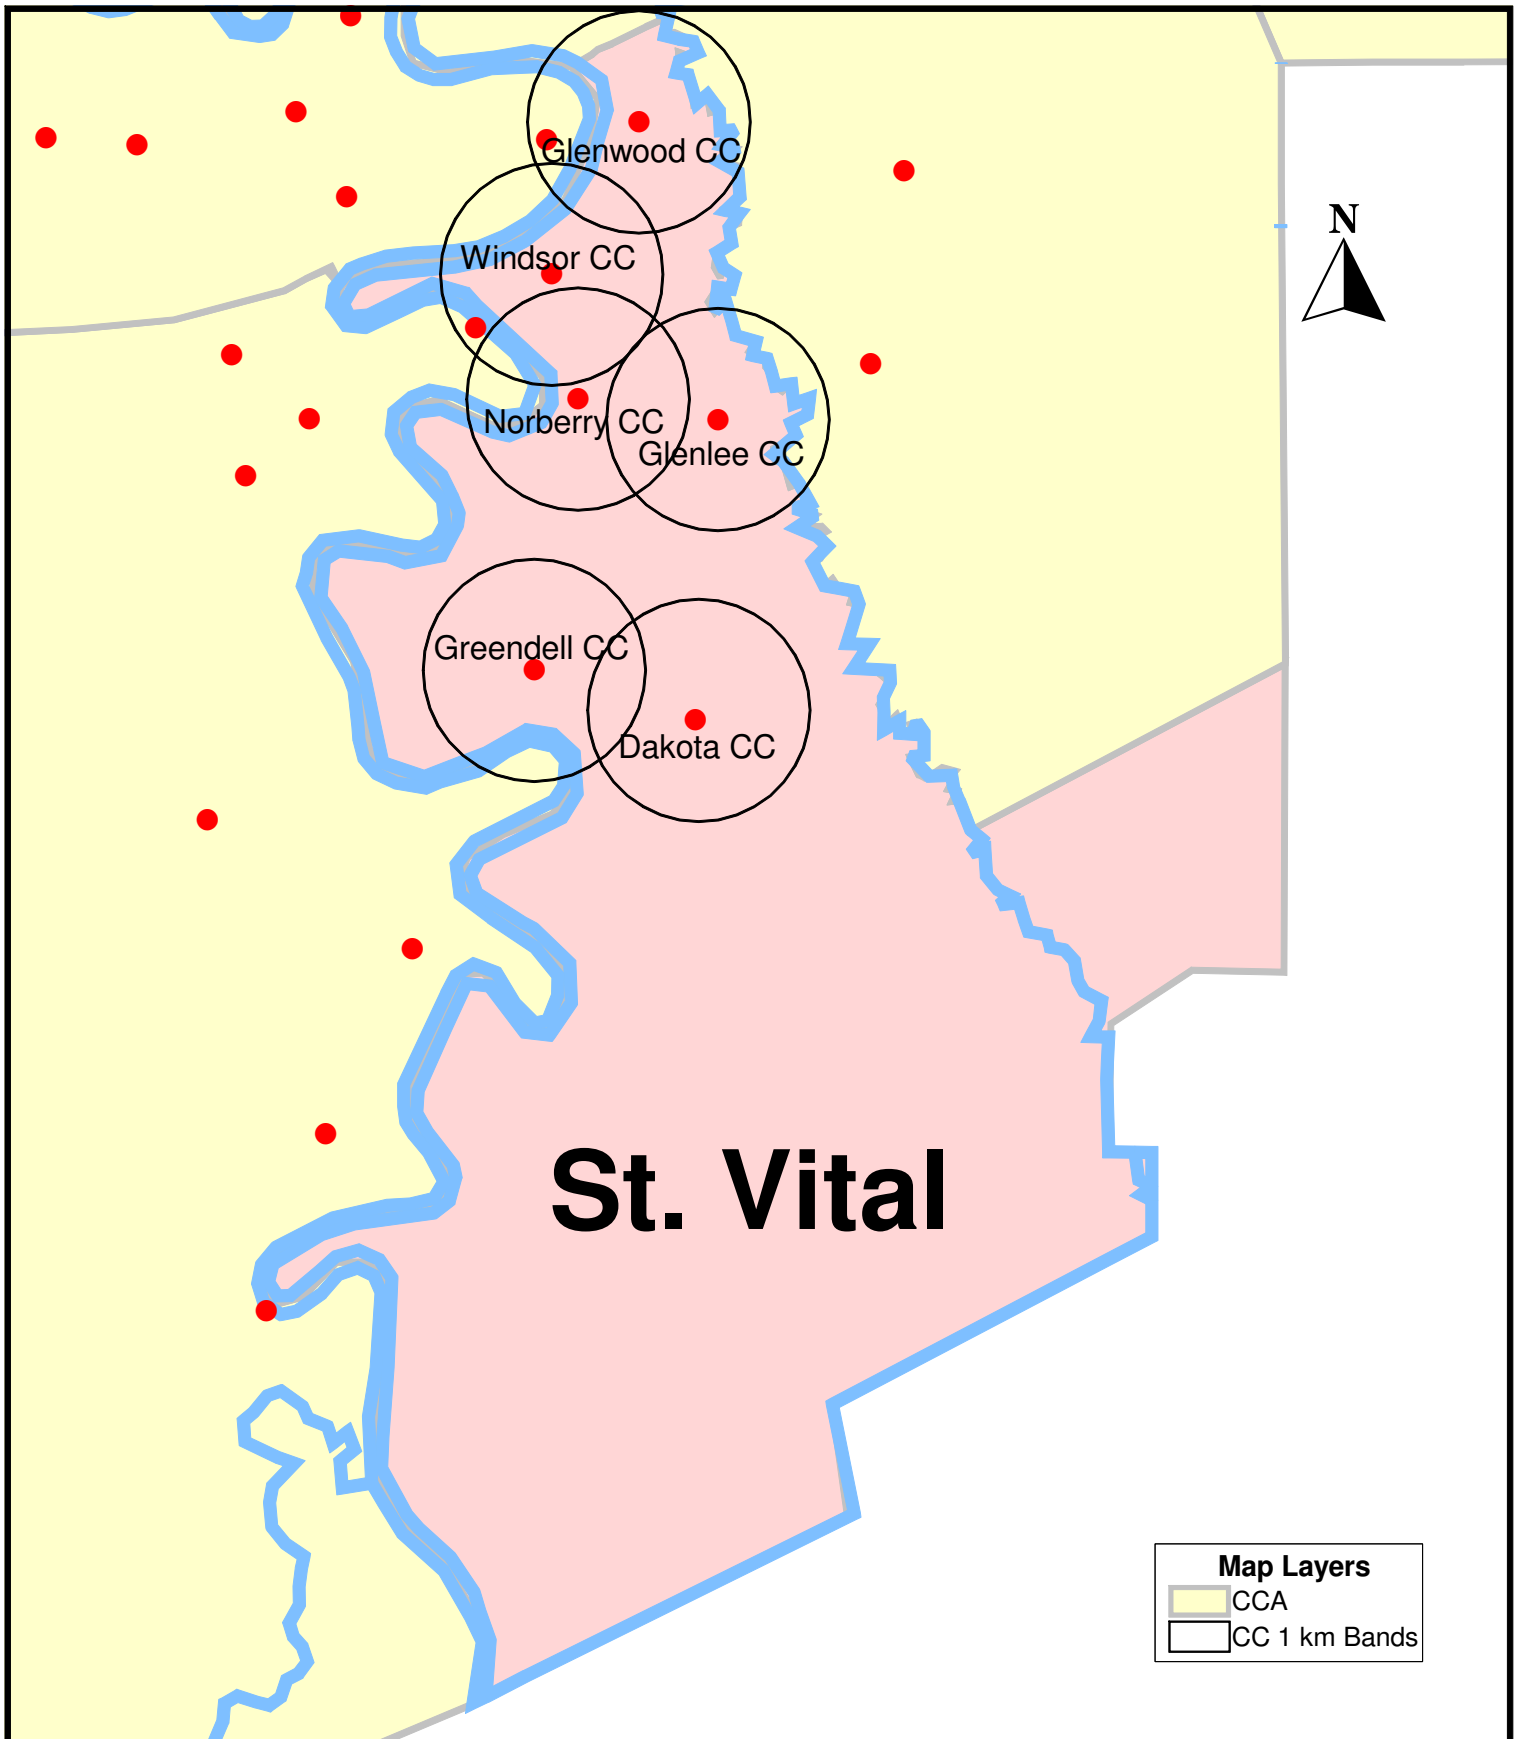 Glenwood CC
N
Windsor CC
Norberry CC
Glenlee CC
Greendell CC
Dakota CC
St. Vital
Map Layers
CCA
CC 1 km Bands